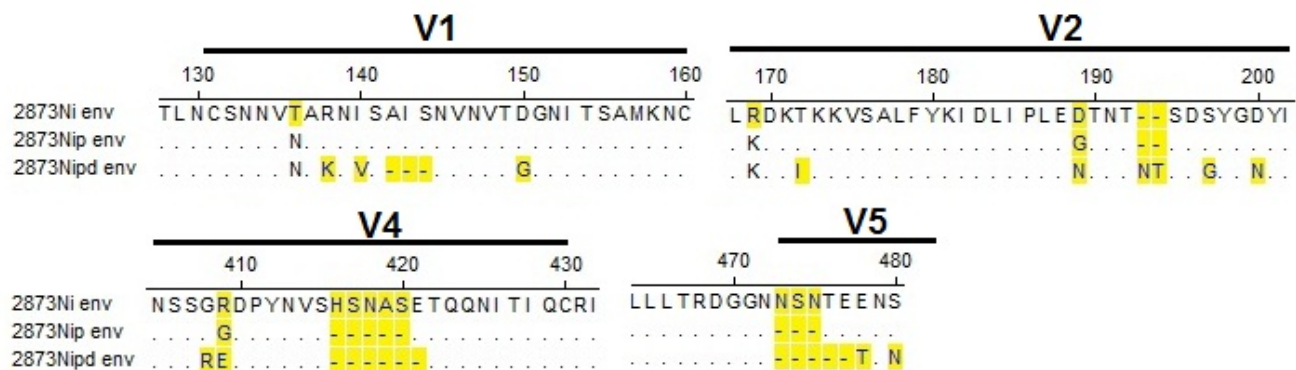 V1 V2
130 140 150 160 170 180 190 200
2873Ni env TLNCSNNVTARNISAISNVNVTDGNITSAMKNC LRDKTKKVSALFYKIDLIPLEDTNT--SDSYGDYI
2873Nip env ........N........................ .K...................G...--........
2873Nipd env ........N.K.V.---.....G.......... .K..I................N...NT..G..N..
V4 V5
410 420 430 470 480
2873Ni env NSSGRDPYNVSHSNASETQQNITIQCRI LLLTRDGGNNSNTEENS
2873Nip env ....G......-----............ .........---.....
2873Nipd env ...RE......------........... .........-----T.N